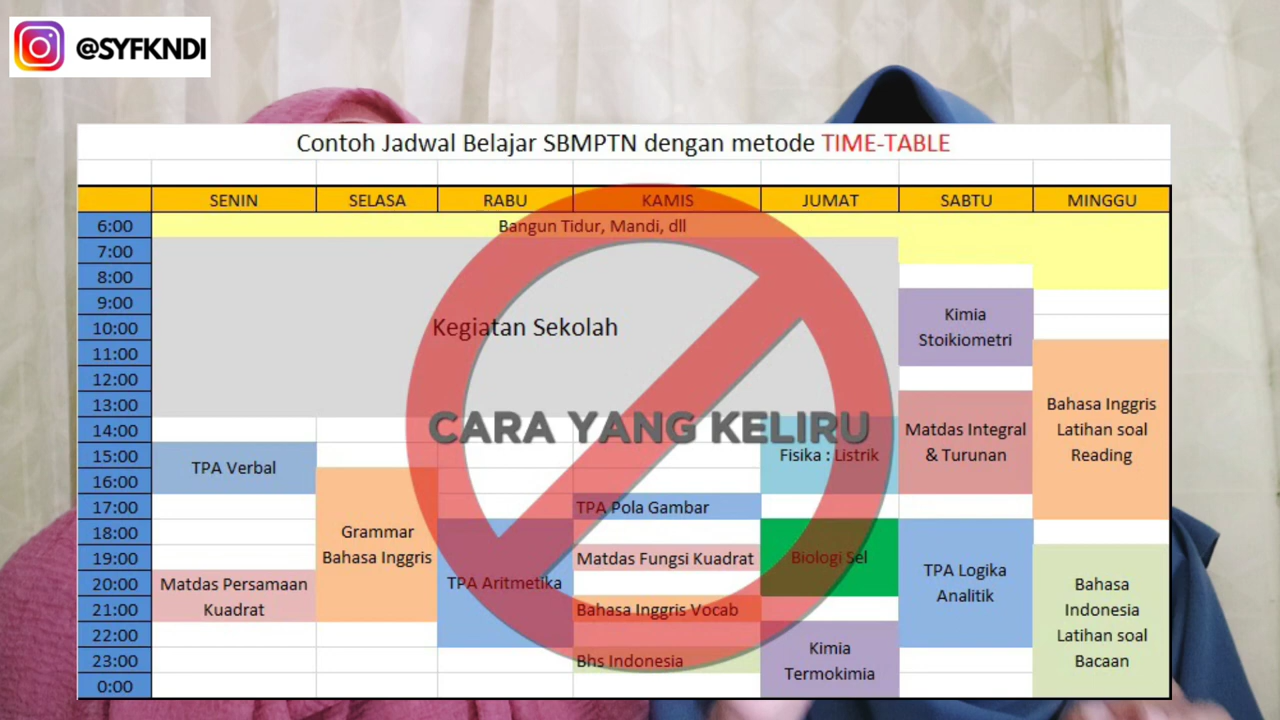 @SYFKNDI
Contoh Jadwal Belajar SBMPTN dengan metode TIME-TABLE
SENIN SELASA RABU KAMIS JUMAT SABTU MINGGU
6:00 Bangun Tidur, Mandi, dll
7:00
8:00
9:00
10:00
11:00
12:00
13:00
14:00
15:00
16:00
17:00
18:00
19:00
20:00
21:00
22:00
23:00
0:00
Kegiatan Sekolah
CARA YANG KELIRU
TPA Verbal
Matdas Persamaan
Kuadrat
Grammar
Bahasa Inggris
TPA Aritmetika
TPA Pola Gambar
Matdas Fungsi Kuadrat
Bahasa Inggris Vocab
Bhs Indonesia
Fisika : Listrik
Biologi Sel
Kimia
Termokimia
Kimia
Stoikiometri
Matdas Integral
& Turunan
TPA Logika
Analitik
Bahasa Inggris
Latihan soal
Reading
Bahasa
Indonesia
Latihan soal
Bacaan